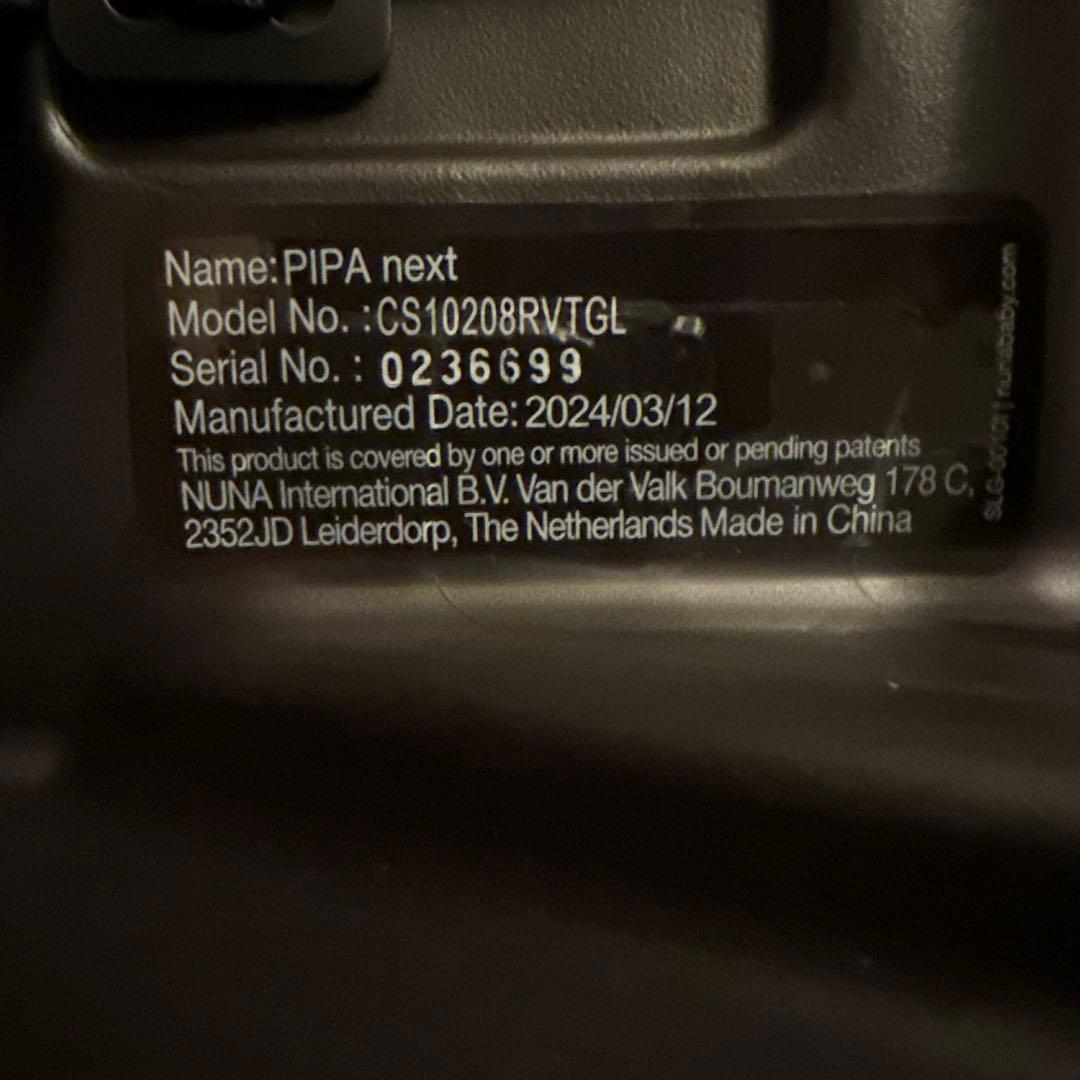 Name:PIPA next
Model No. :CS10208RVTGL
Serial No. : 0236699
Manufactured Date: 2024/03/12
This product is covered by one or more issued or pending patents
NUNA International B.V. Van der Valk Boumanweg 178 C,
2352JD Leiderdorp, The Netherlands Made in China
nunababy.com